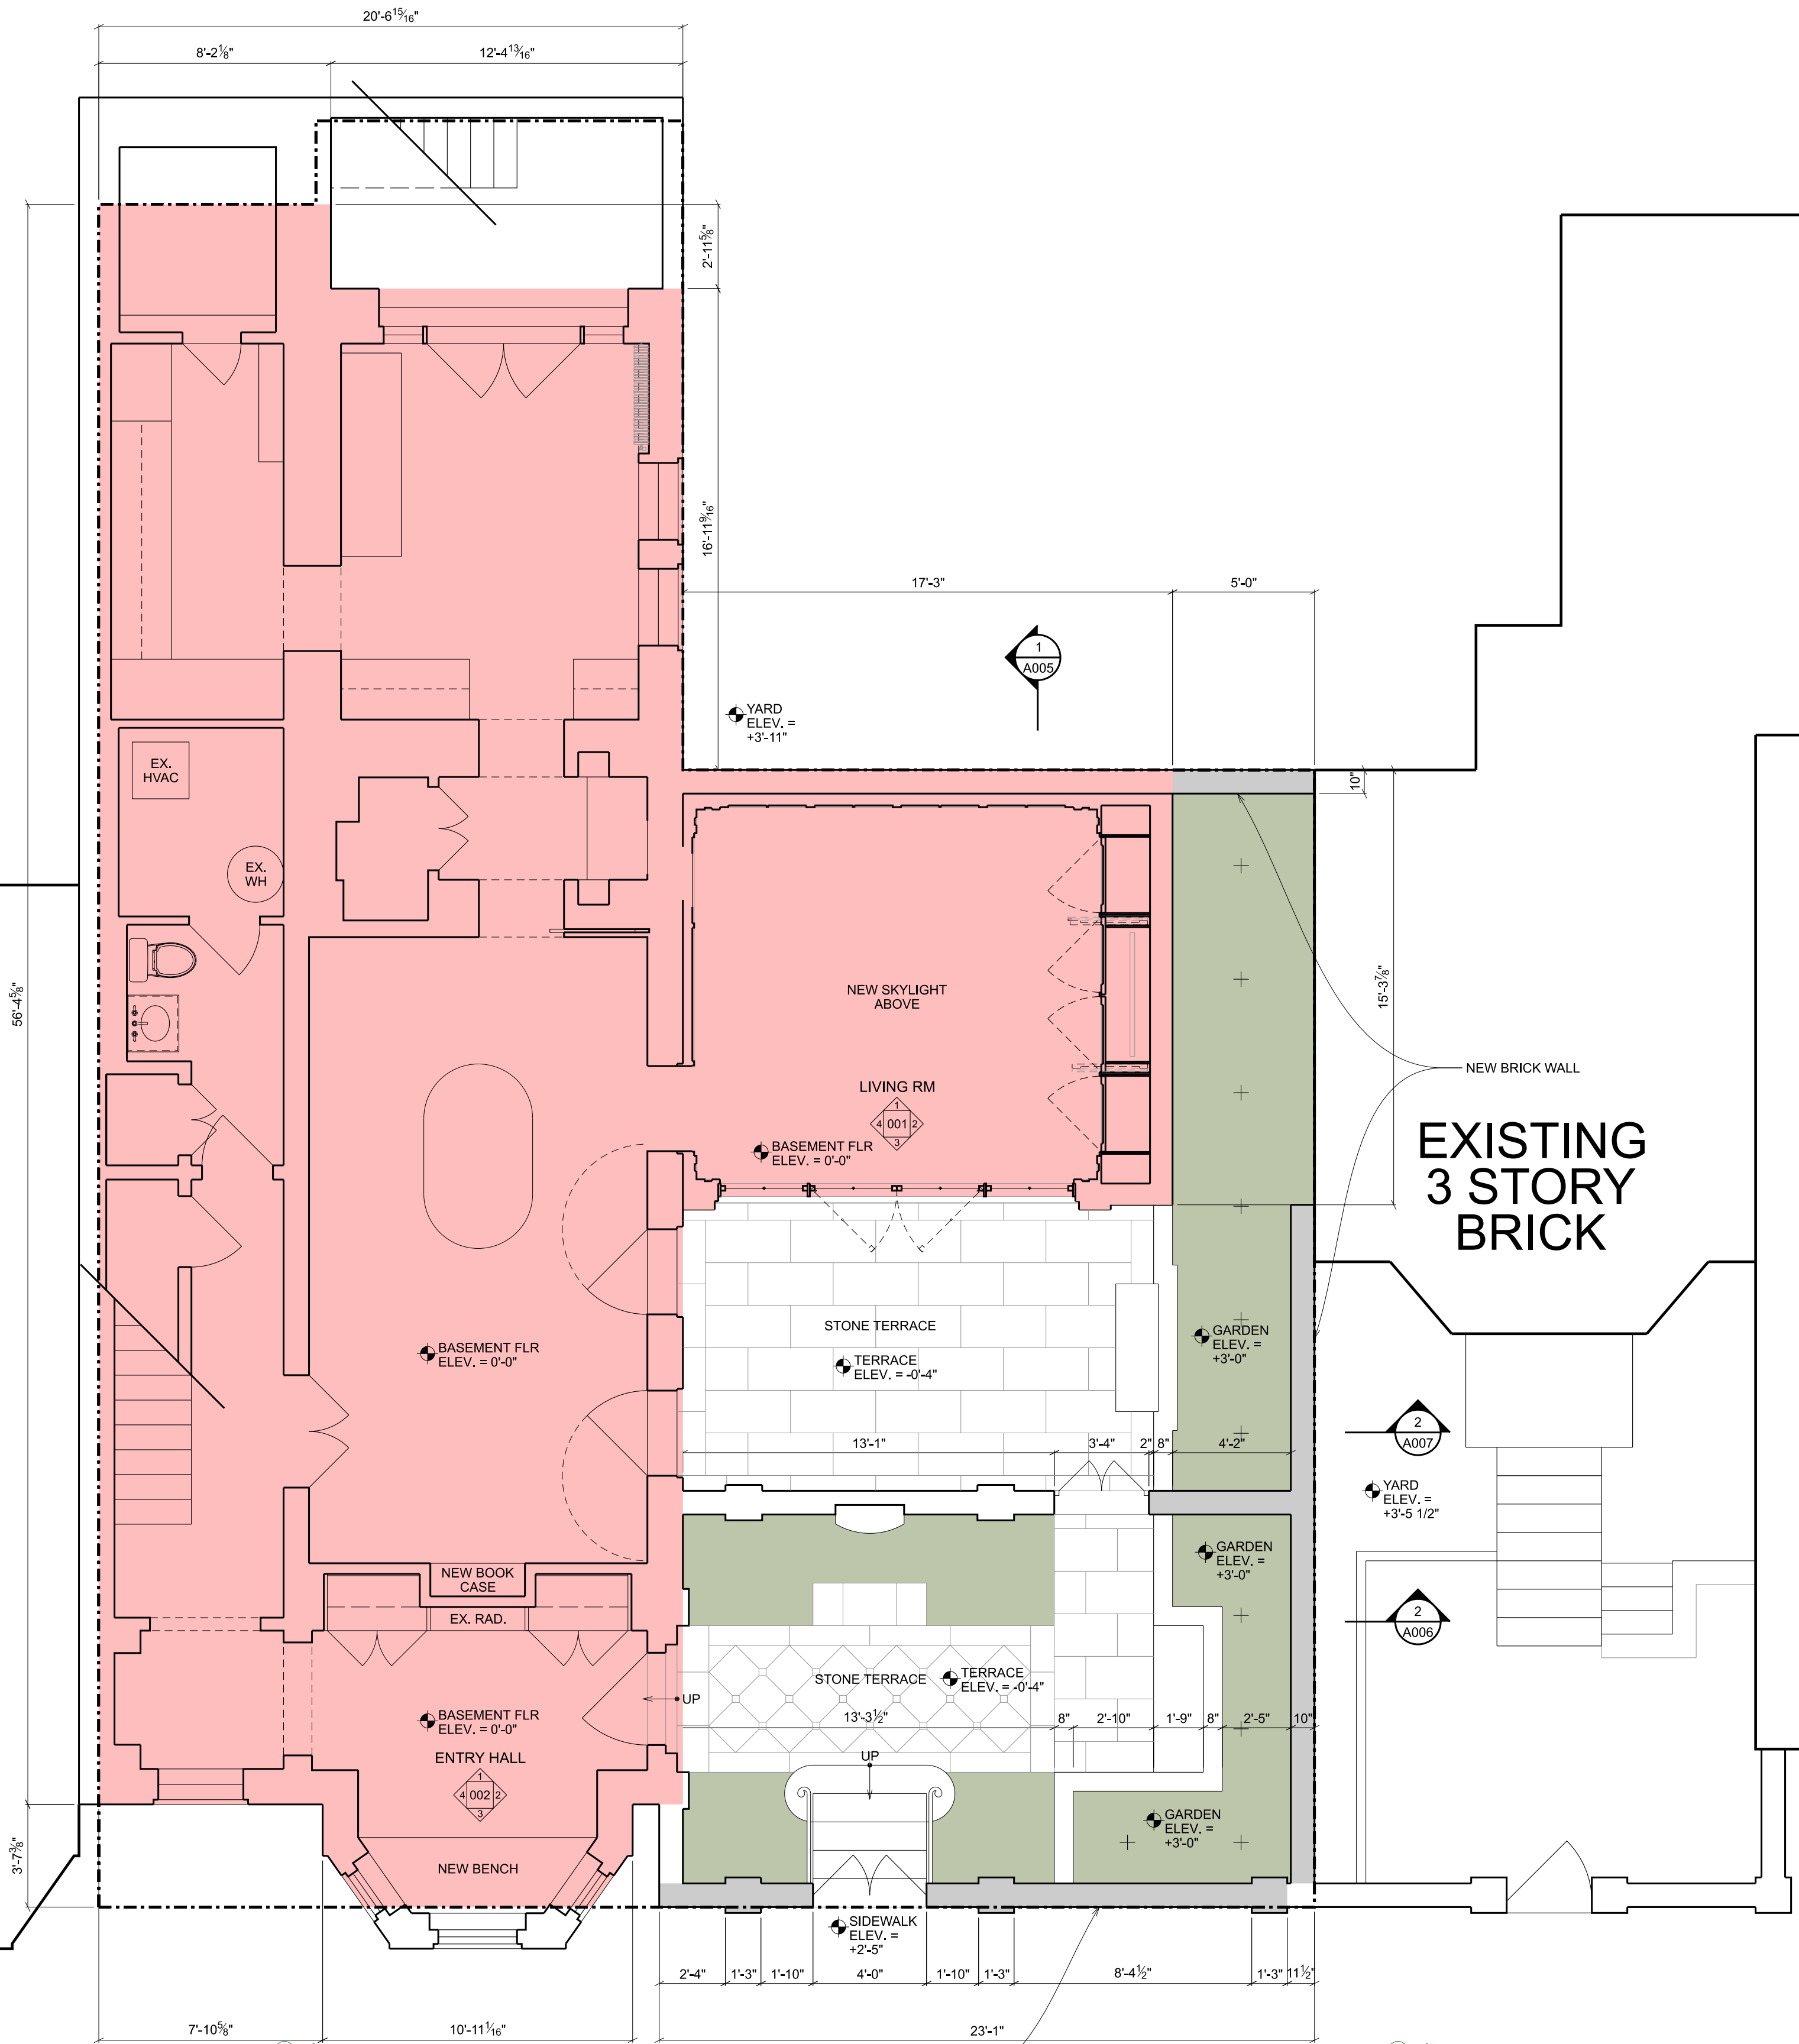 20'-6 15/16"
8'-2 1/8"
12'-4 13/16"
2'-11 5/8"
16'-11 9/16"
17'-3"
5'-0"
1
A005
YARD
ELEV. =
+3'-11"
10"
EX.
HVAC
EX.
WH
56'-4 5/8"
NEW SKYLIGHT
ABOVE
15'-3 7/8"
NEW BRICK WALL
LIVING RM
1
4 001 2
3
BASEMENT FLR
ELEV. = 0'-0"
EXISTING
3 STORY
BRICK
STONE TERRACE
TERRACE
ELEV. = -0'-4"
GARDEN
ELEV. =
+3'-0"
BASEMENT FLR
ELEV. = 0'-0"
13'-1"
3'-4"
2"
8"
4'-2"
2
A007
YARD
ELEV. =
+3'-5 1/2"
GARDEN
ELEV. =
+3'-0"
NEW BOOK
CASE
EX. RAD.
2
A006
STONE TERRACE
TERRACE
ELEV. = -0'-4"
UP
BASEMENT FLR
ELEV. = 0'-0"
13'-3 1/2"
8"
2'-10"
1'-9"
8"
2'-5"
10"
ENTRY HALL
1
4 002 2
3
UP
GARDEN
ELEV. =
+3'-0"
3'-7 3/8"
NEW BENCH
SIDEWALK
ELEV. =
+2'-5"
2'-4"
1'-3"
1'-10"
4'-0"
1'-10"
1'-3"
8'-4 1/2"
1'-3"
11 1/2"
7'-10 5/8"
10'-11 1/16"
23'-1"